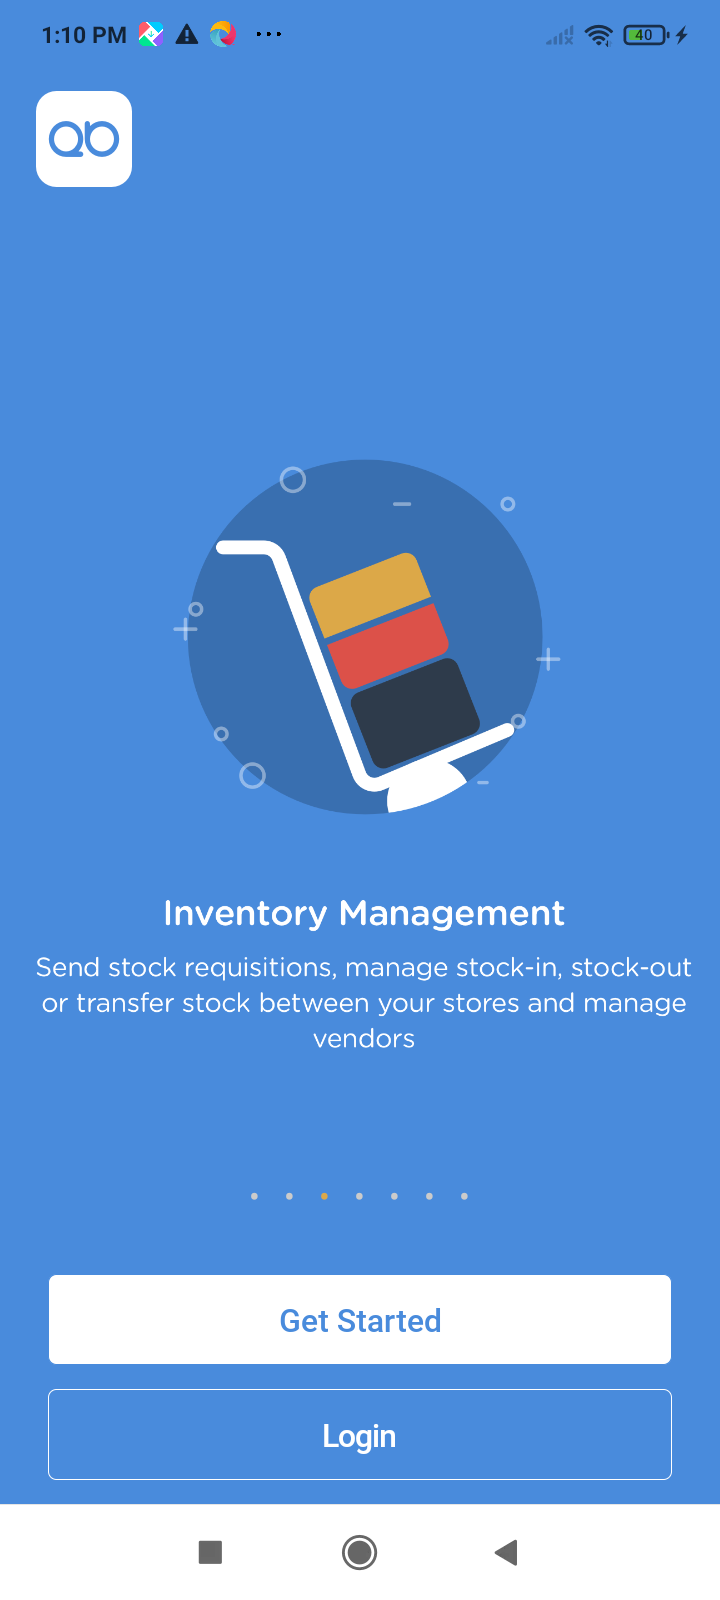 1:10 PM
40
Inventory Management
Send stock requisitions, manage stock-in, stock-out
or transfer stock between your stores and manage
vendors
Get Started
Login